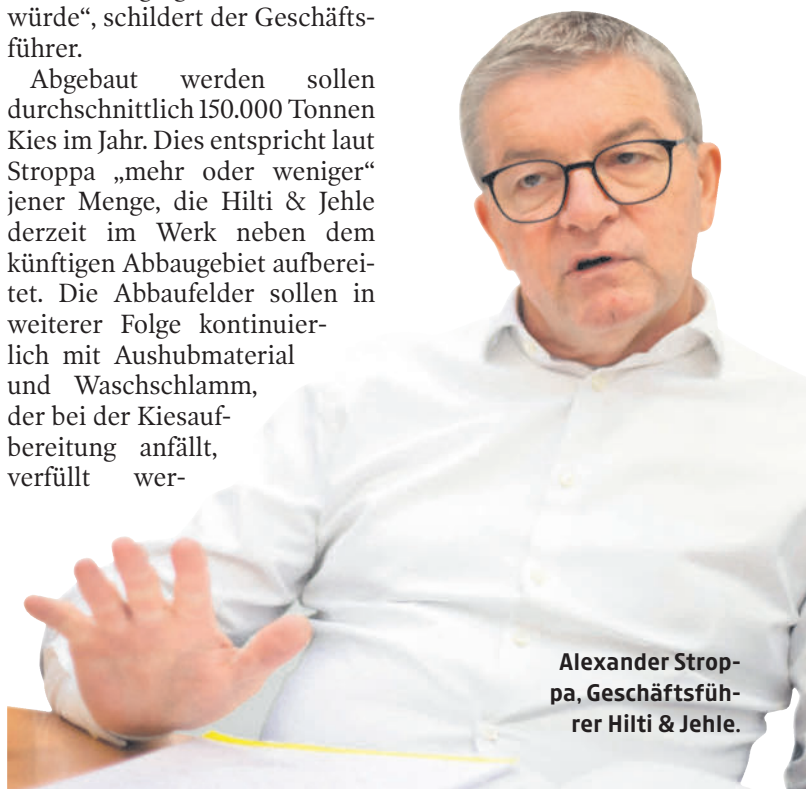 würde“, schildert der Geschäfts-
führer.
Abgebaut werden sollen
durchschnittlich 150.000 Tonnen
Kies im Jahr. Dies entspricht laut
Stroppa „mehr oder weniger“
jener Menge, die Hilti & Jehle
derzeit im Werk neben dem
künftigen Abbaugebiet aufberei-
tet. Die Abbaufelder sollen in
weiterer Folge kontinuier-
lich mit Aushubmaterial
und Waschschlamm,
der bei der Kiesauf-
bereitung anfällt,
verfüllt wer-
Alexander Strop-
pa, Geschäftsfüh-
rer Hilti & Jehle.